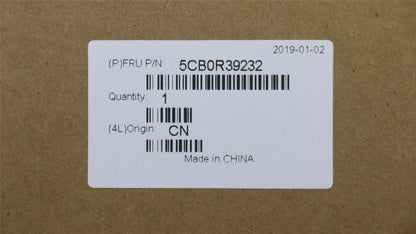 2019-01-02
(P)FRU P/N: 5CB0R39232
Quantity: 1
(4L)Origin: CN
Made in CHINA